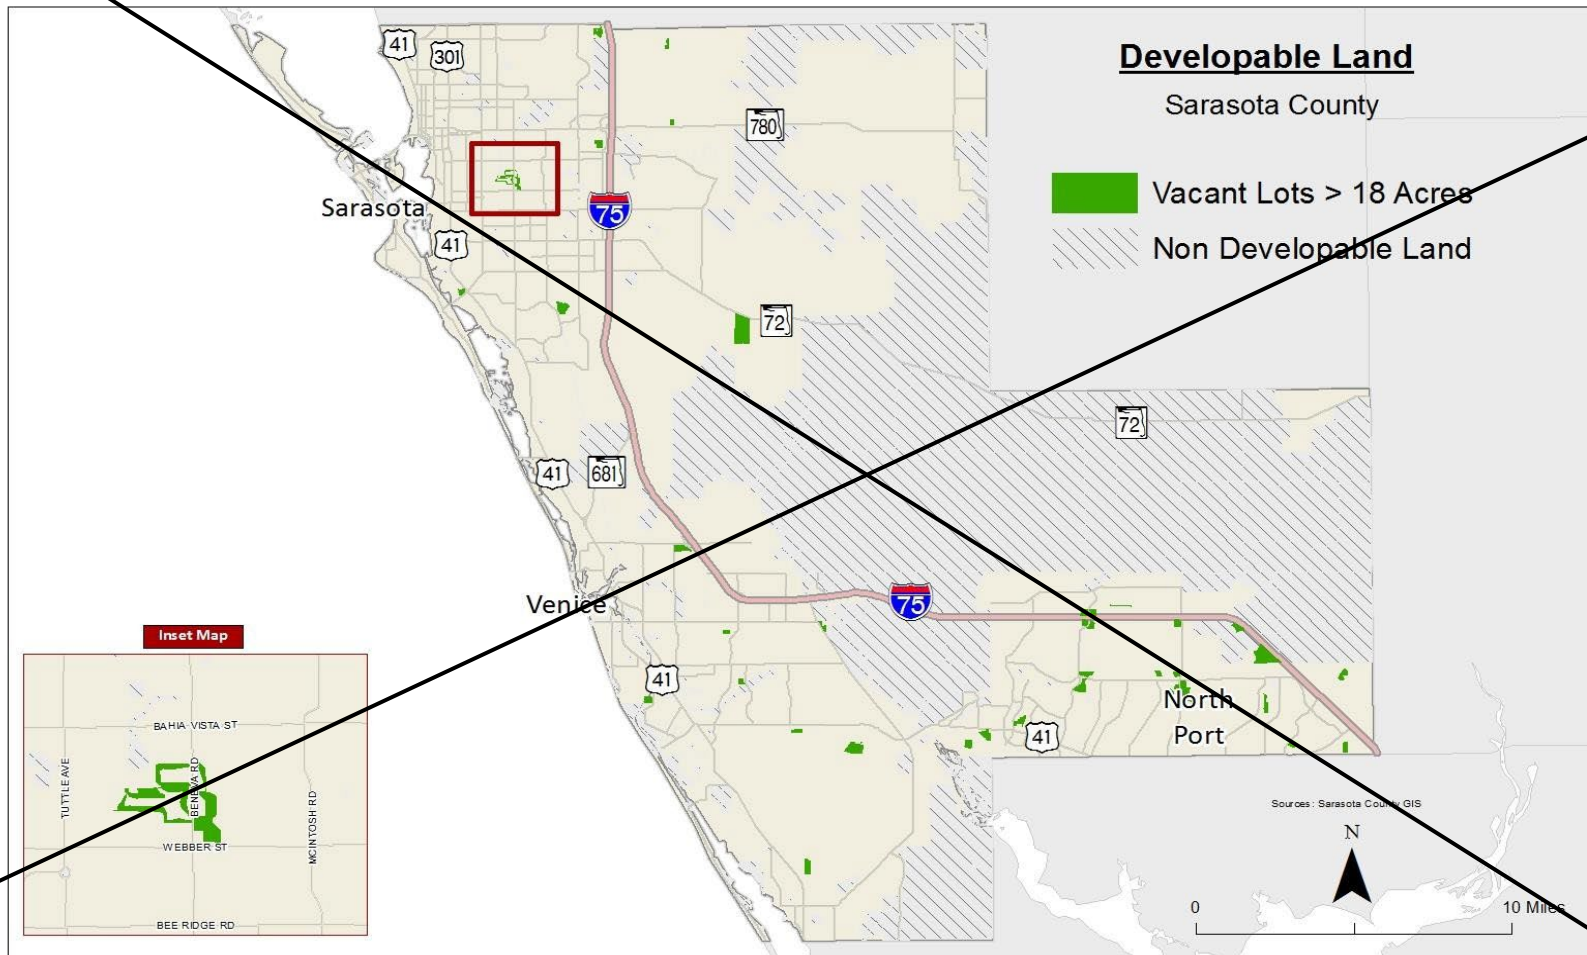 Developable Land
Sarasota County
Vacant Lots > 18 Acres
Non Developable Land
41
301
780
Sarasota
75
41
72
72
41
681
Venice
75
41
North
Port
41
Inset Map
BAHIA VISTA ST
TUTTLE AVE
BENEVA RD
MCINTOSH RD
WEBBER ST
BEE RIDGE RD
Sources: Sarasota County GIS
N
0
10 Miles